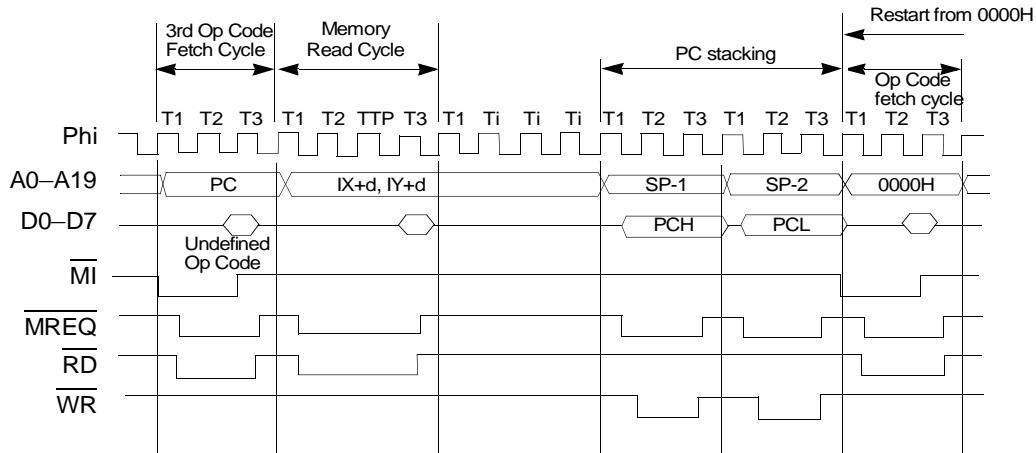 3rd Op Code
Fetch Cycle
Memory
Read Cycle
PC stacking
Restart from 0000H
Op Code
fetch cycle
T1 T2 T3 T1 T2 TTP T3 T1 Ti Ti Ti T1 T2 T3 T1 T2 T3 T1 T2 T3
Phi
A0–A19 PC IX+d, IY+d SP-1 SP-2 0000H
D0–D7 PCH PCL
Undefined
Op Code
MI
MREQ
RD
WR